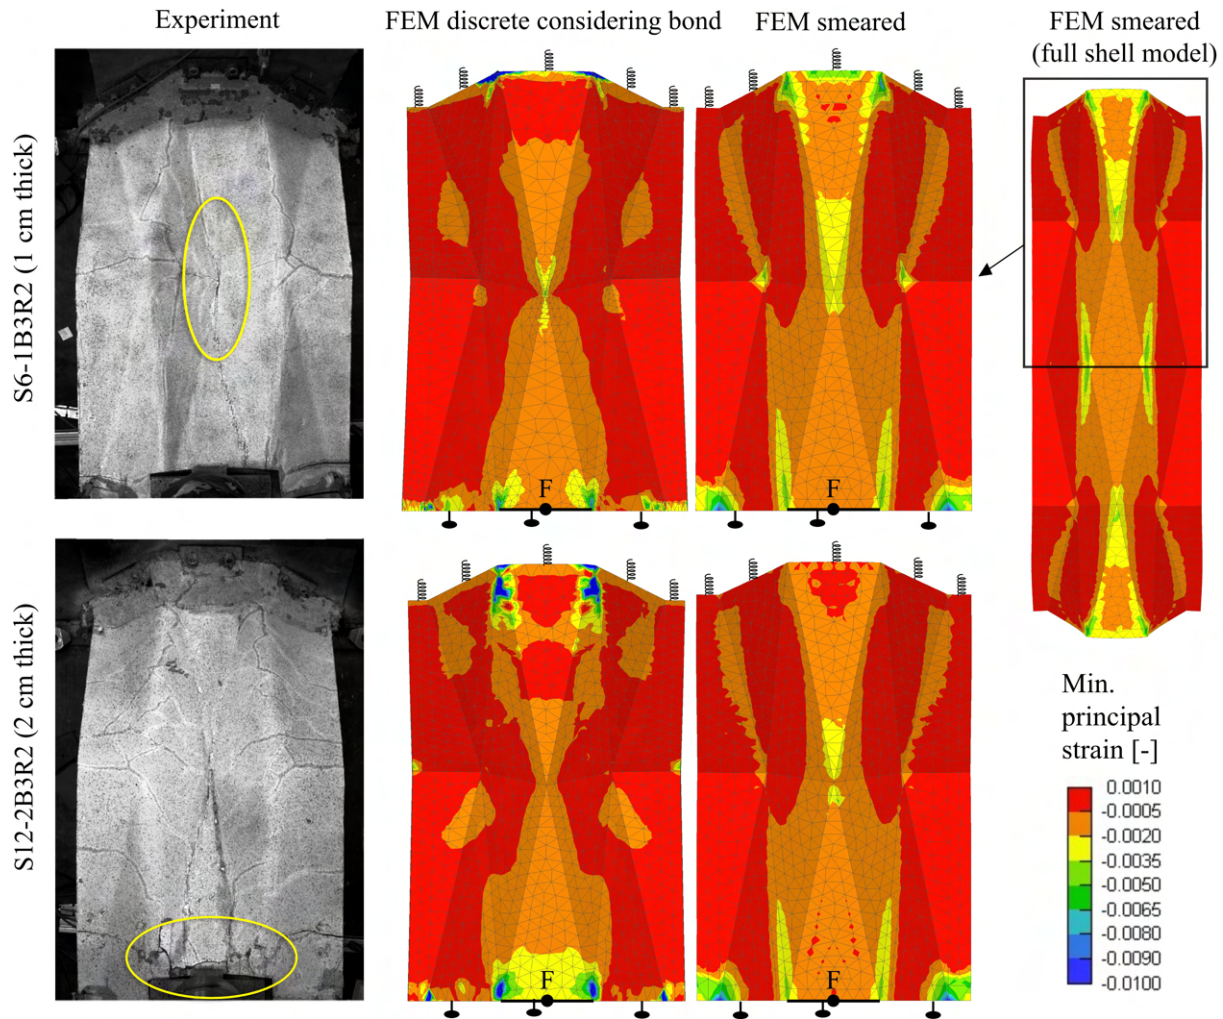 Experiment
FEM discrete considering bond
FEM smeared
FEM smeared
(full shell model)
S6-1B3R2 (1 cm thick)
F
F
S12-2B3R2 (2 cm thick)
F
F
Min.
principal
strain [-]
0.0010
-0.0005
-0.0020
-0.0035
-0.0050
-0.0065
-0.0080
-0.0090
-0.0100